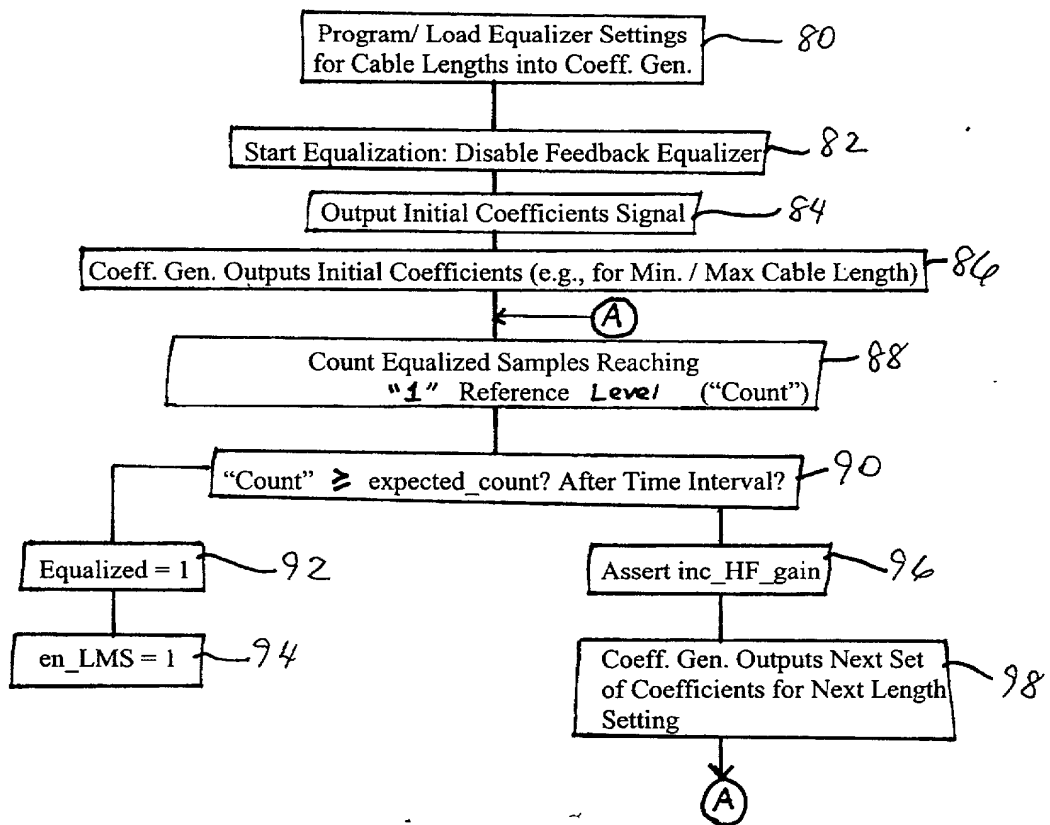 Program/ Load Equalizer Settings
for Cable Lengths into Coeff. Gen.
80
Start Equalization: Disable Feedback Equalizer
82
Output Initial Coefficients Signal
84
Coeff. Gen. Outputs Initial Coefficients (e.g., for Min. / Max Cable Length)
86
A
Count Equalized Samples Reaching
"1" Reference Level ("Count")
88
"Count" ≥ expected_count? After Time Interval?
90
Equalized = 1
92
Assert inc_HF_gain
96
en_LMS = 1
94
Coeff. Gen. Outputs Next Set
of Coefficients for Next Length
Setting
98
A